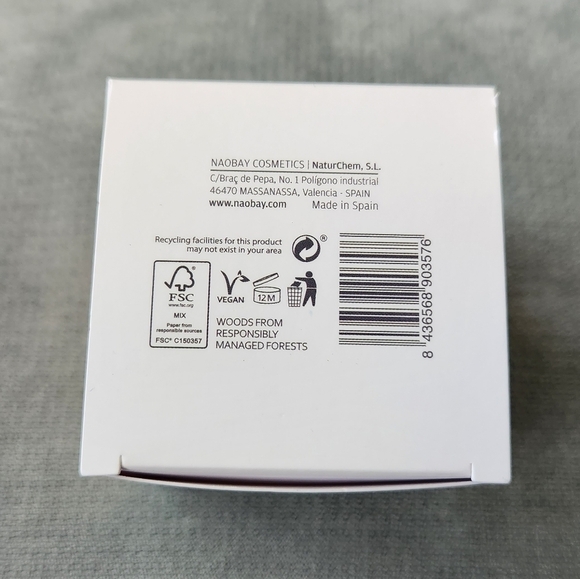 NAOBAY COSMETICS | NaturChem, S.L.
C/Braç de Pepa, No. 1 Polígono industrial
46470 MASSANASSA, Valencia - SPAIN
www.naobay.com Made in Spain
Recycling facilities for this product
may not exist in your area
®
®
FSC
www.fsc.org
MIX
Paper from
responsible sources
FSC® C150357
VEGAN
12 M
WOODS FROM
RESPONSIBLY
MANAGED FORESTS
8 436568 903576